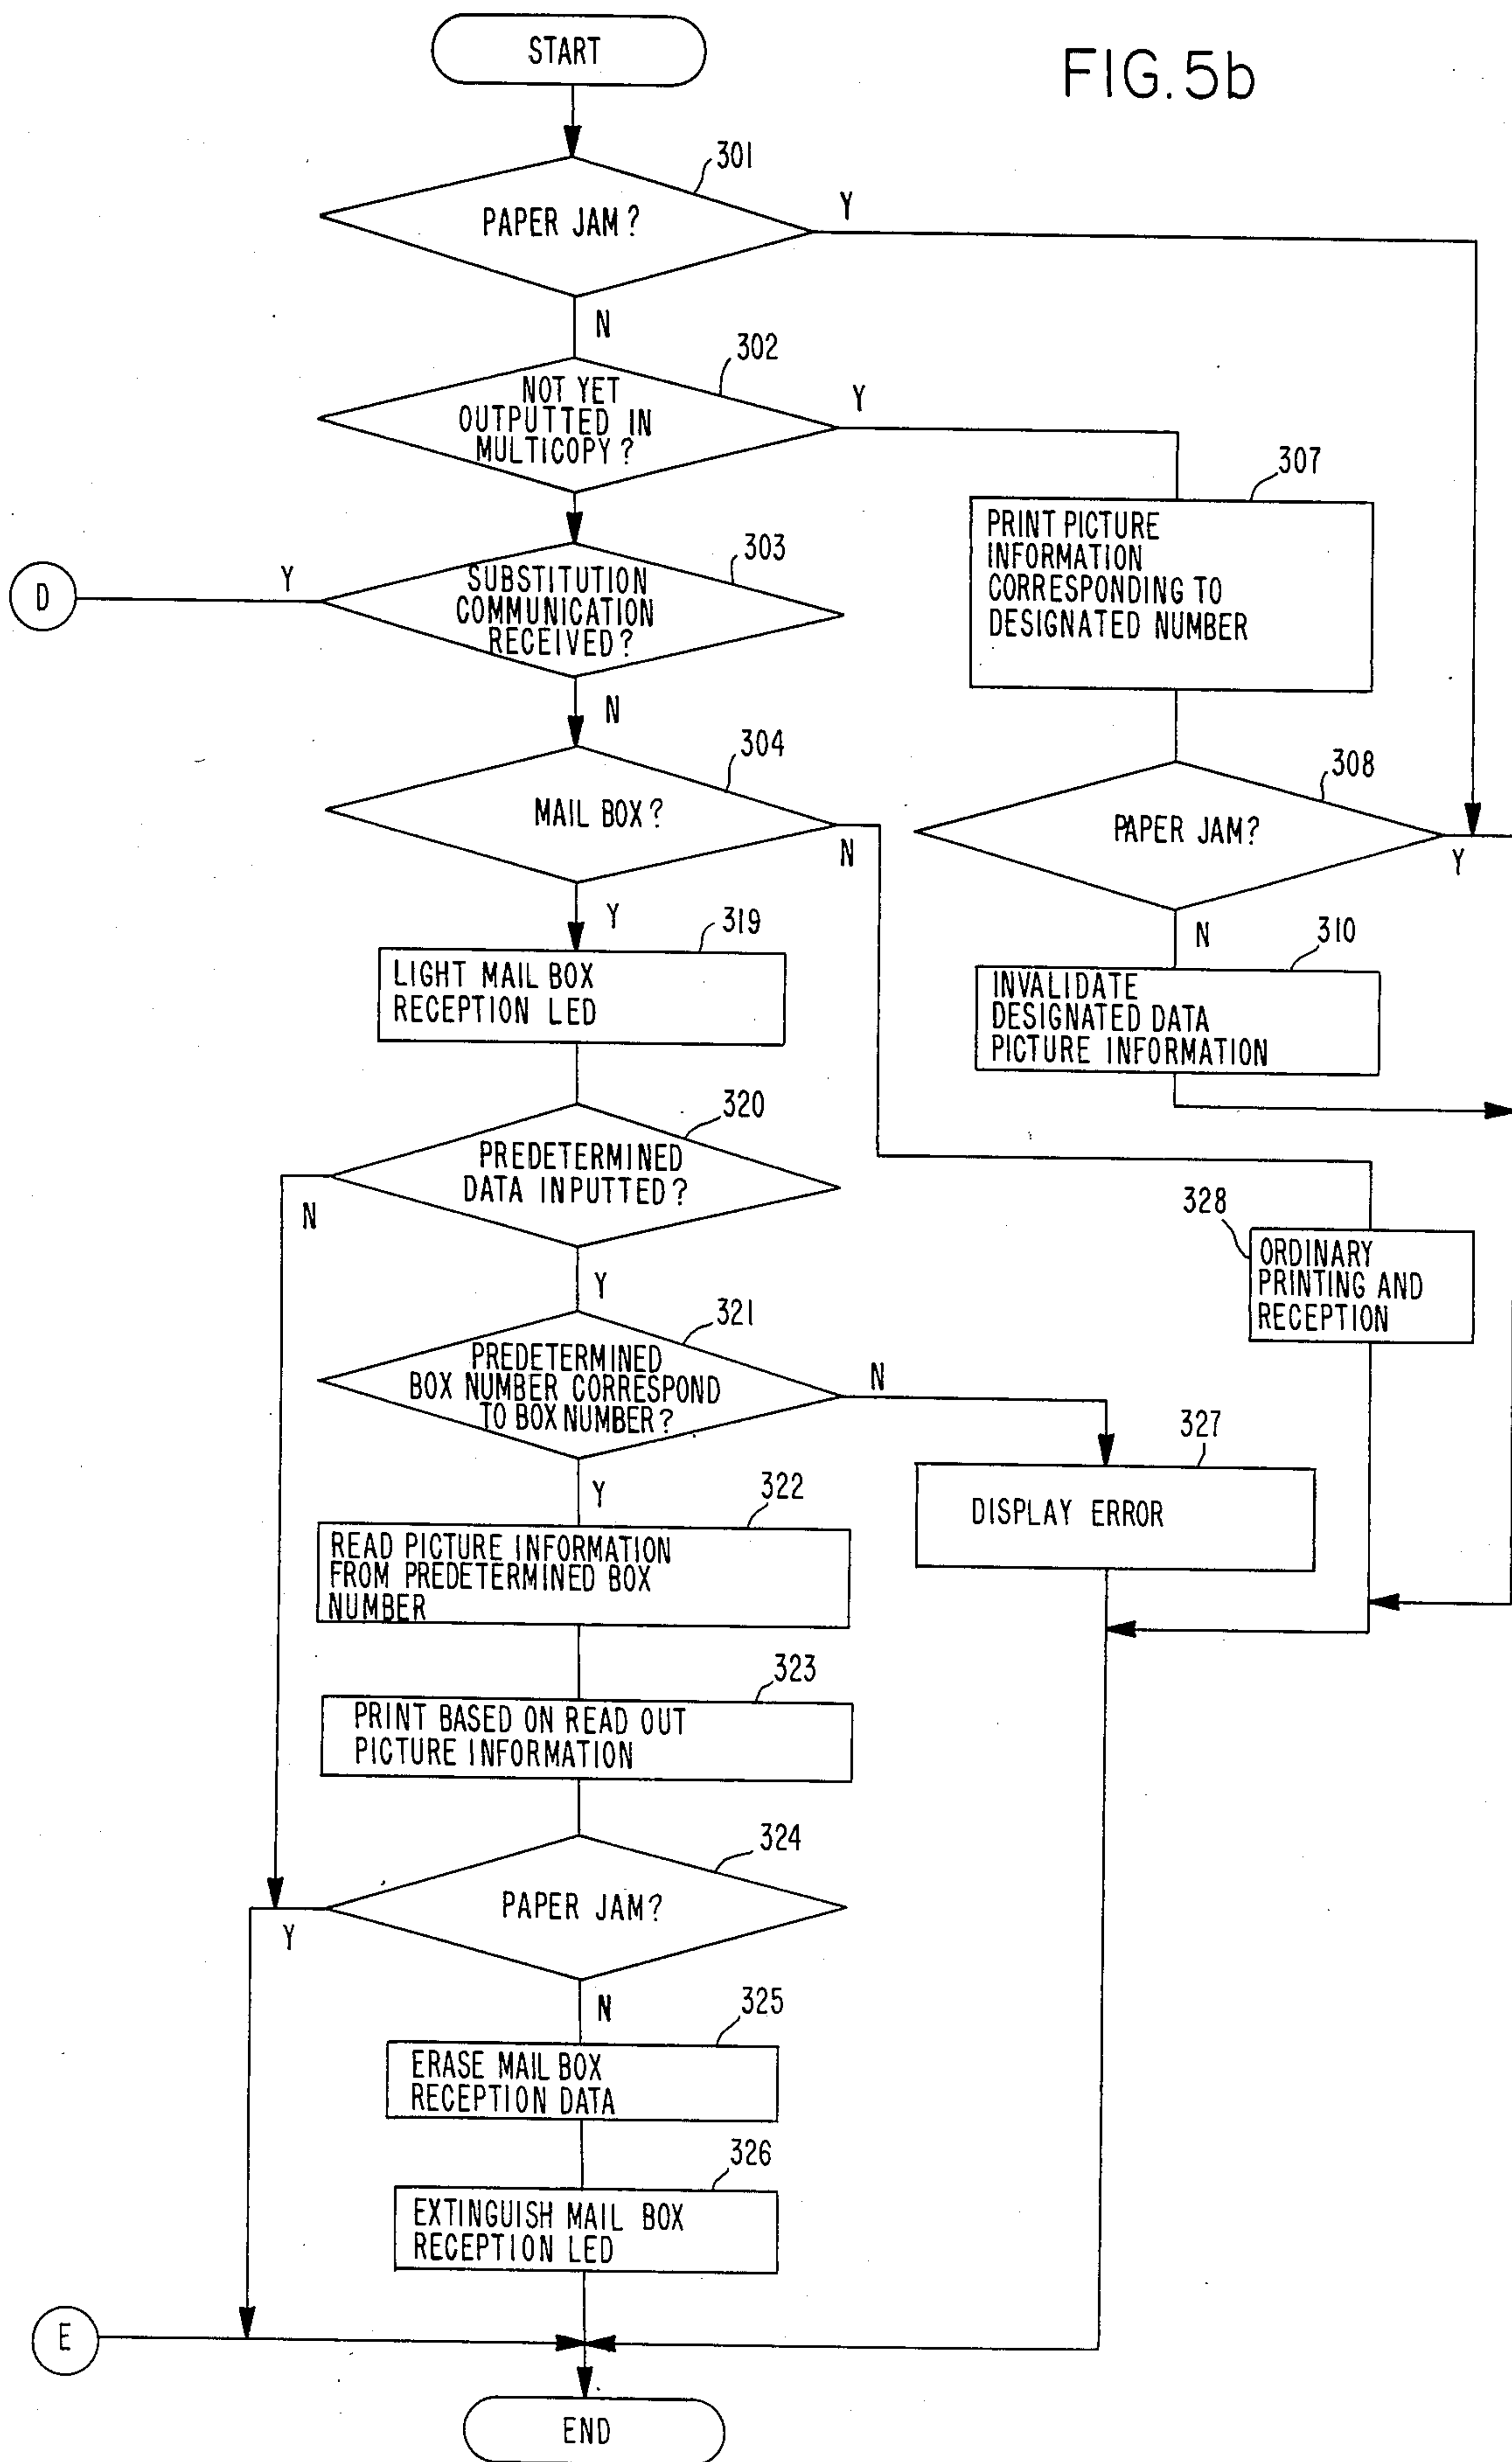 START
FIG. 5b
301
PAPER JAM?
Y
N
302
NOT YET
OUTPUTTED IN
MULTICOPY?
Y
307
PRINT PICTURE
INFORMATION
CORRESPONDING TO
DESIGNATED NUMBER
303
SUBSTITUTION
COMMUNICATION
RECEIVED?
Y
D
N
304
MAIL BOX?
N
308
PAPER JAM?
Y
Y
N
319
LIGHT MAIL BOX
RECEPTION LED
310
INVALIDATE
DESIGNATED DATA
PICTURE INFORMATION
320
PREDETERMINED
DATA INPUTTED?
N
Y
328
ORDINARY
PRINTING AND
RECEPTION
321
PREDETERMINED
BOX NUMBER CORRESPOND
TO BOX NUMBER?
N
Y
327
DISPLAY ERROR
322
READ PICTURE INFORMATION
FROM PREDETERMINED BOX
NUMBER
323
PRINT BASED ON READ OUT
PICTURE INFORMATION
324
PAPER JAM?
Y
N
325
ERASE MAIL BOX
RECEPTION DATA
326
EXTINGUISH MAIL BOX
RECEPTION LED
E
END